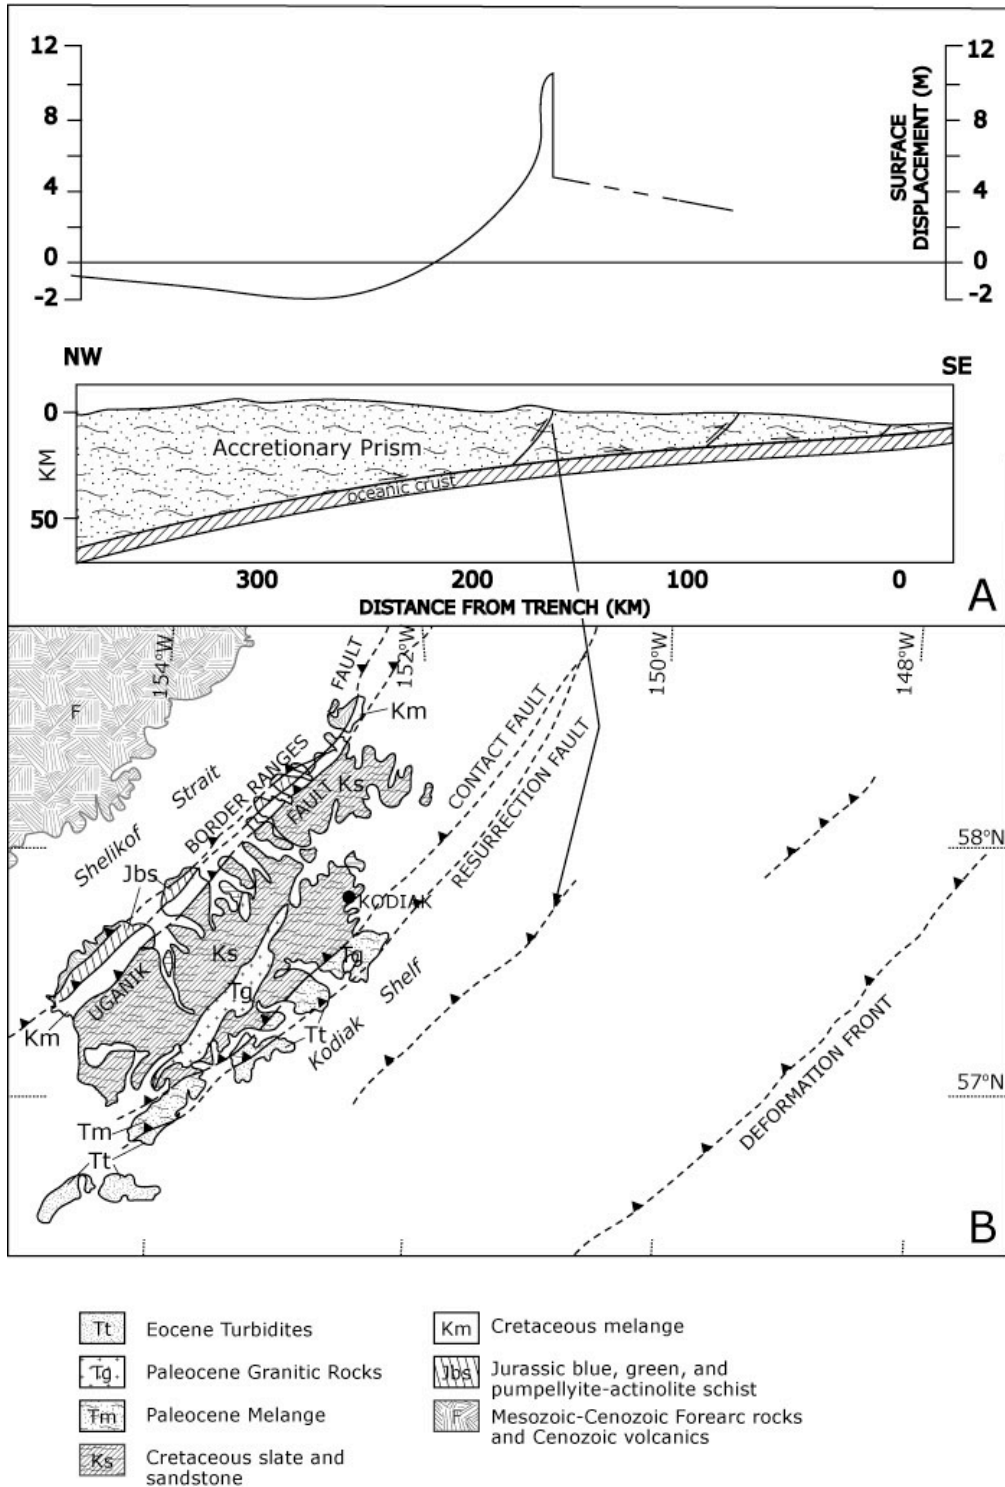 12
8
4
0
-2
SURFACE
DISPLACEMENT (M)
12
8
4
0
-2
NW
SE
KM
0
50
Accretionary Prism
oceanic crust
300
200
100
0
DISTANCE FROM TRENCH (KM)
A
154°W
152°W
150°W
148°W
F
FAULT
Km
Strait
BORDER RANGES
FAULT
Ks
CONTACT FAULT
RESURRECTION FAULT
58°N
Shelikof
Jbs
KODIAK
Ks
Tg
UGANIK
Tg
Shelf
Km
Tt
Kodiak
57°N
DEFORMATION FRONT
Tm
Tt
B
Tt Eocene Turbidites
Tg Paleocene Granitic Rocks
Tm Paleocene Melange
Ks Cretaceous slate and
sandstone
Km Cretaceous melange
Jbs Jurassic blue, green, and
pumpellyite-actinolite schist
F Mesozoic-Cenozoic Forearc rocks
and Cenozoic volcanics